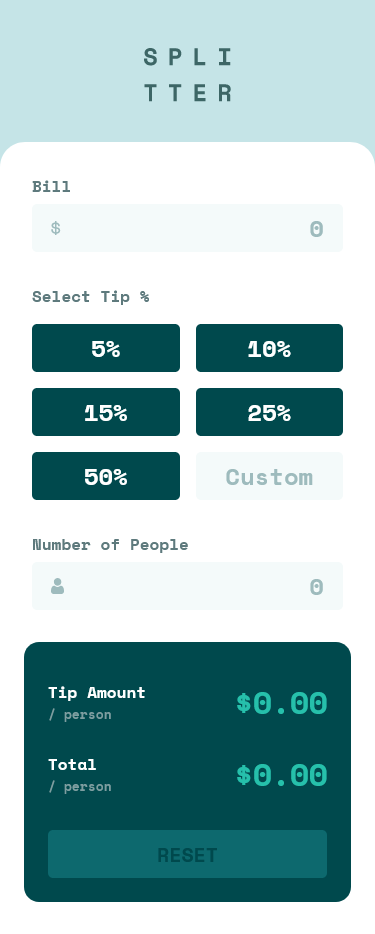 SPLI
TTER
Bill
$ 0
Select Tip %
5% 10%
15% 25%
50% Custom
Number of People
0
Tip Amount $0.00
/ person
Total $0.00
/ person
RESET